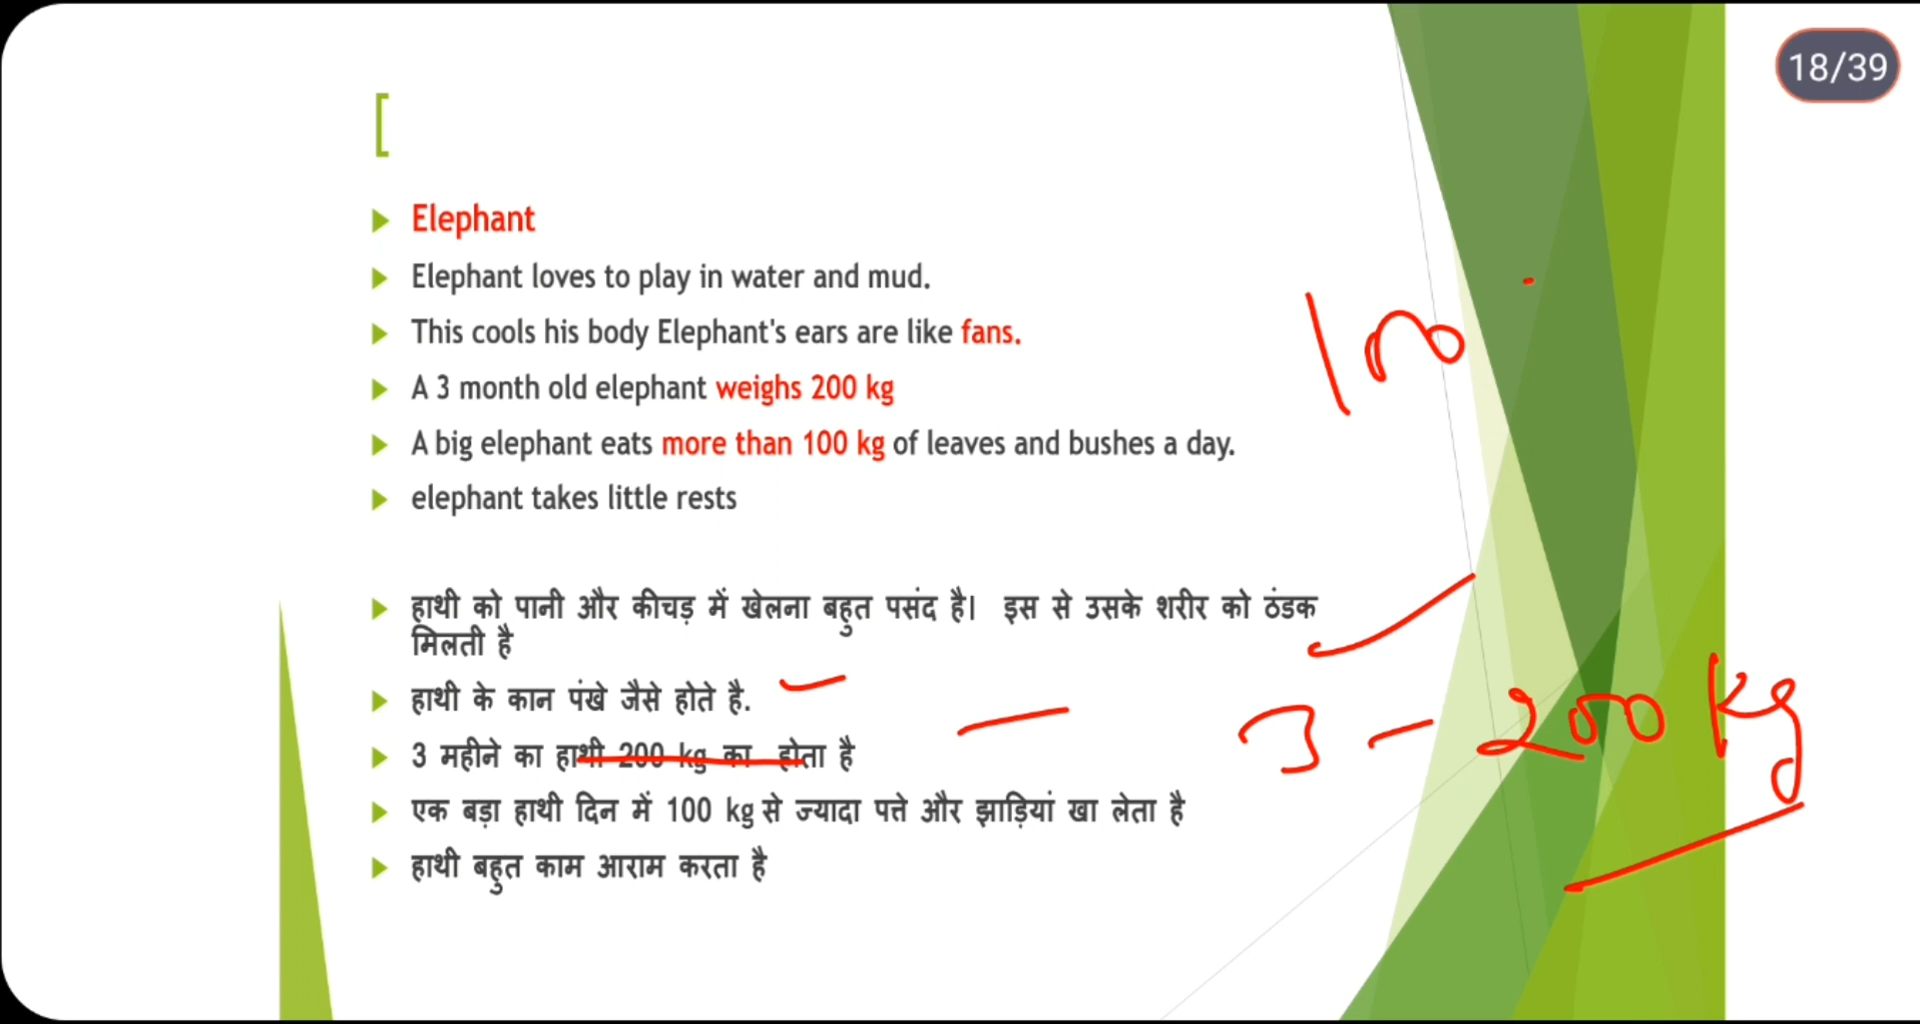 18/39
[
Elephant
Elephant loves to play in water and mud.
This cools his body Elephant's ears are like fans.
A 3 month old elephant weighs 200 kg
A big elephant eats more than 100 kg of leaves and bushes a day.
elephant takes little rests
100
हाथी को पानी और कीचड़ में खेलना बहुत पसंद है। इस से उसके शरीर को ठंडक
मिलती है
हाथी के कान पंखे जैसे होते है.
3 - 200 kg
3 महीने का हाथी 200 kg का होता है
एक बड़ा हाथी दिन में 100 kg से ज्यादा पत्ते और झाड़ियां खा लेता है
हाथी बहुत काम आराम करता है